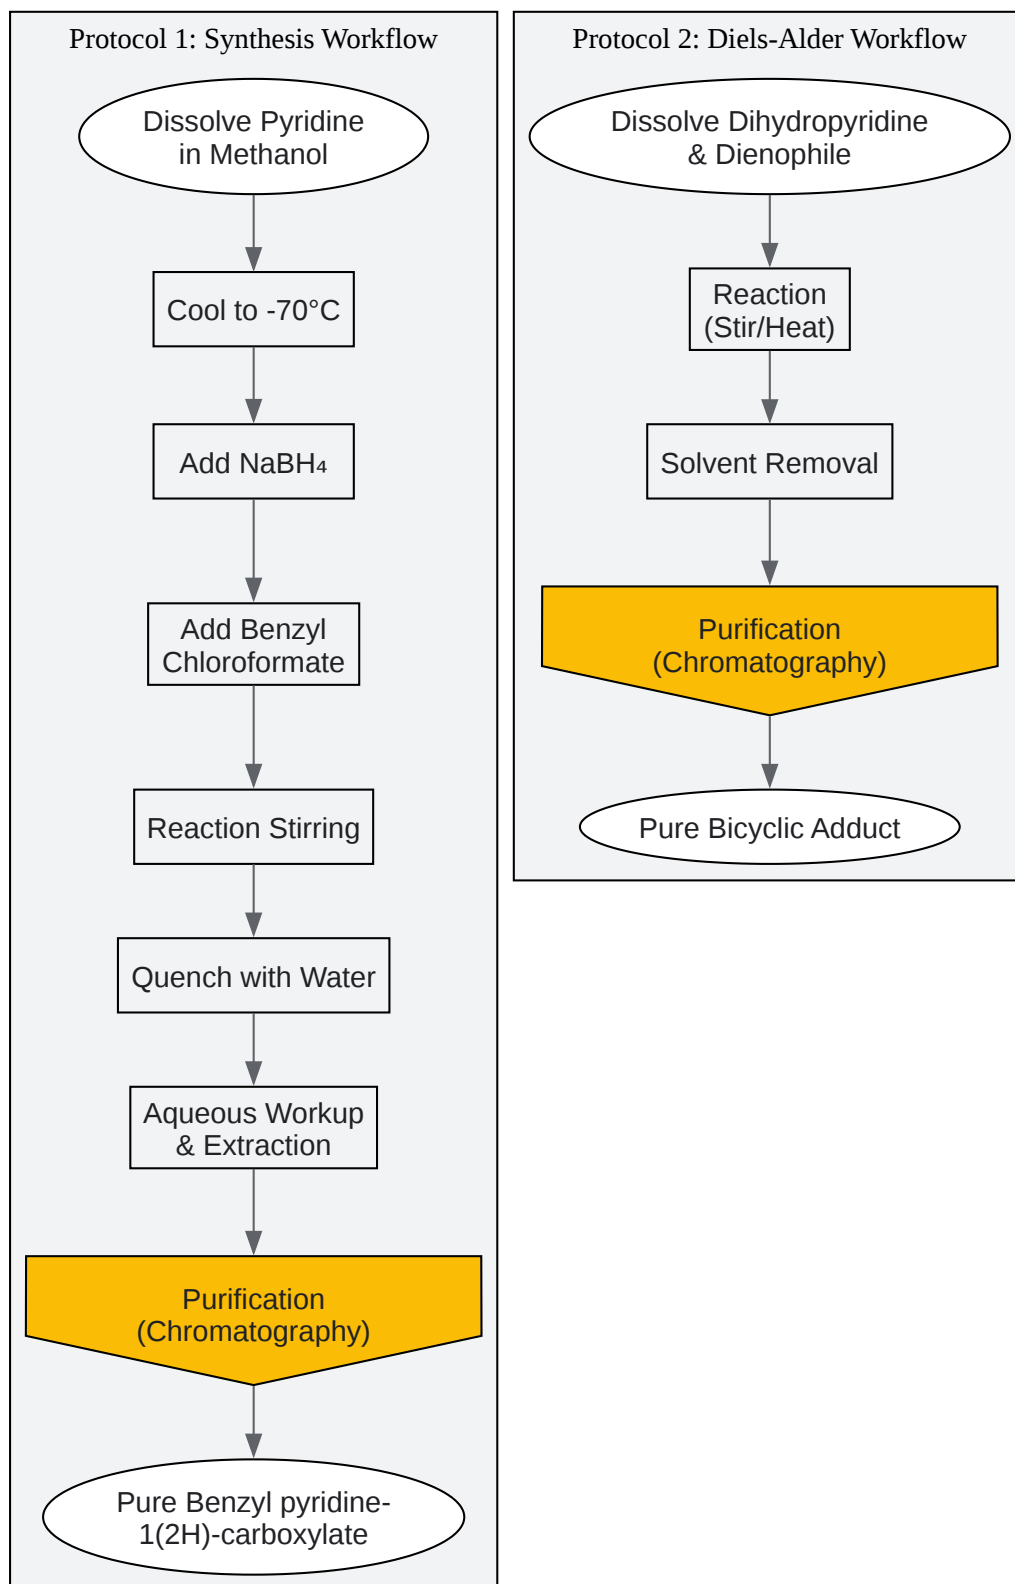 Protocol 1: Synthesis Workflow
Dissolve Pyridine
in Methanol
Cool to -70°C
Add NaBH₄
Add Benzyl
Chloroformate
Reaction Stirring
Quench with Water
Aqueous Workup
& Extraction
Purification
(Chromatography)
Pure Benzyl pyridine-
1(2H)-carboxylate
Protocol 2: Diels-Alder Workflow
Dissolve Dihydropyridine
& Dienophile
Reaction
(Stir/Heat)
Solvent Removal
Purification
(Chromatography)
Pure Bicyclic Adduct